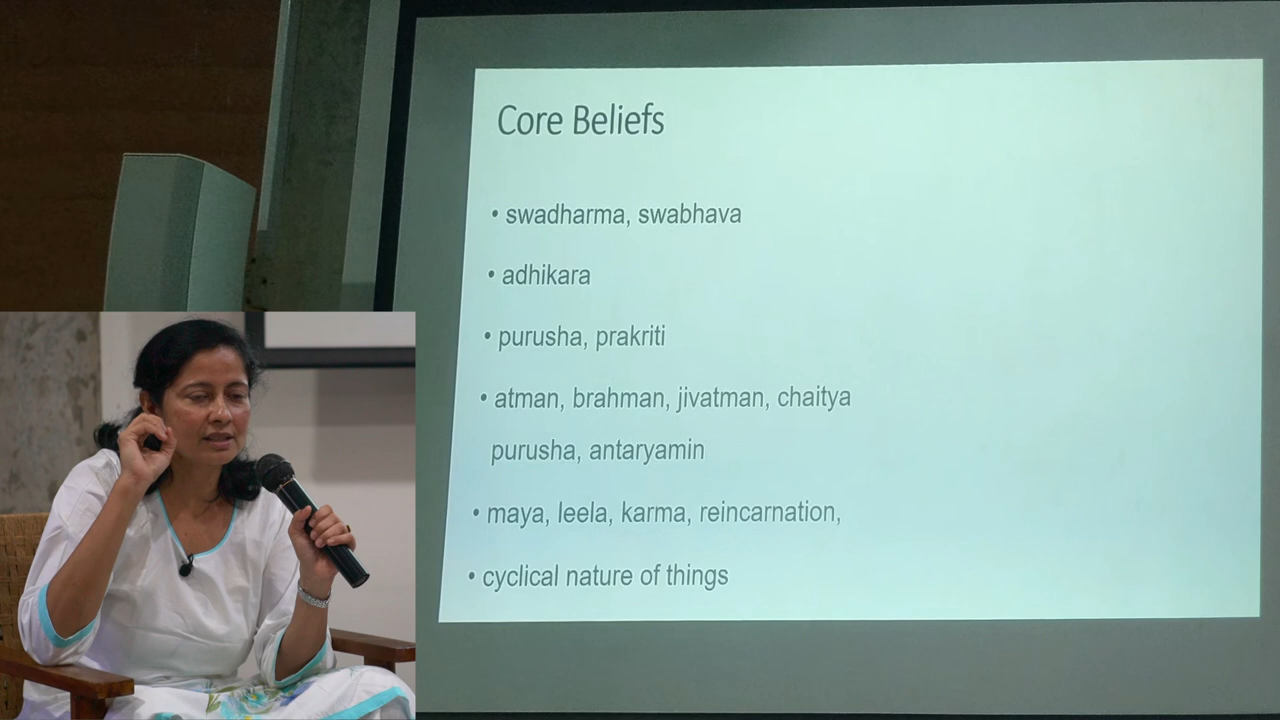 Core Beliefs
• swadharma, swabhava
• adhikara
• purusha, prakriti
• atman, brahman, jivatman, chaitya
purusha, antaryamin
• maya, leela, karma, reincarnation,
• cyclical nature of things